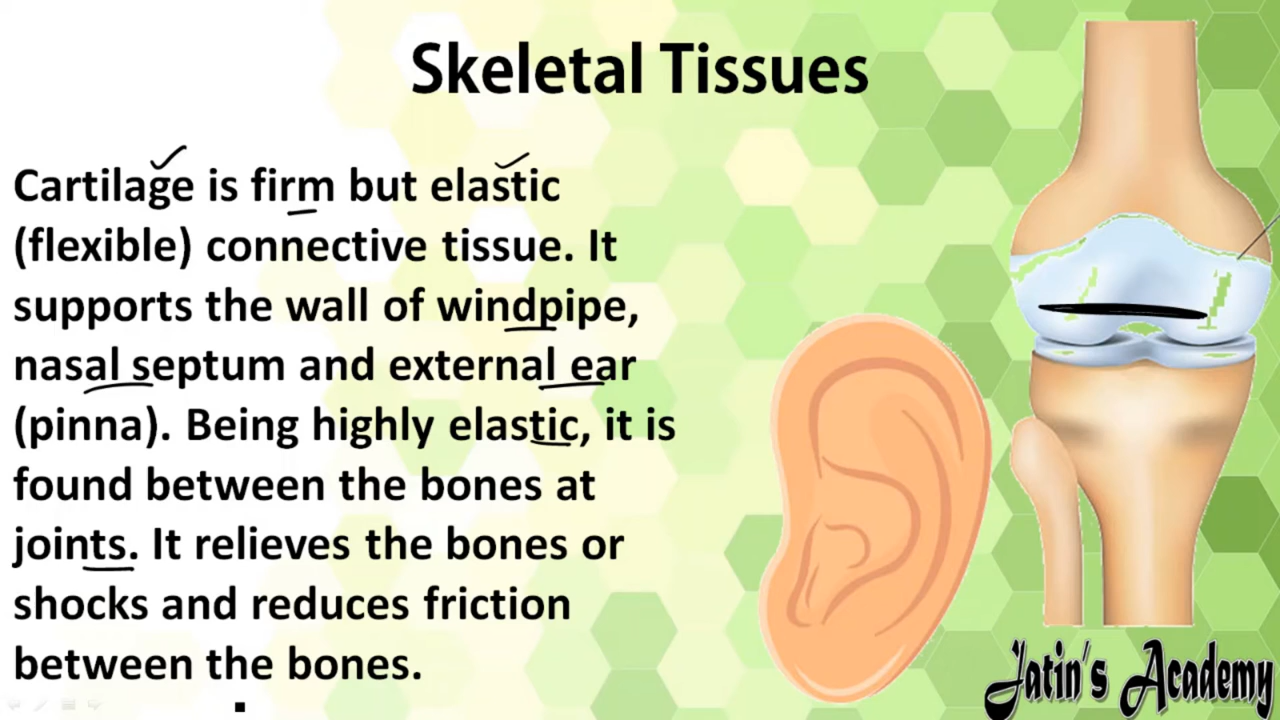 Skeletal Tissues
Cartilage is firm but elastic
(flexible) connective tissue. It
supports the wall of windpipe,
nasal septum and external ear
(pinna). Being highly elastic, it is
found between the bones at
joints. It relieves the bones or
shocks and reduces friction
between the bones.
Jatin's Academy